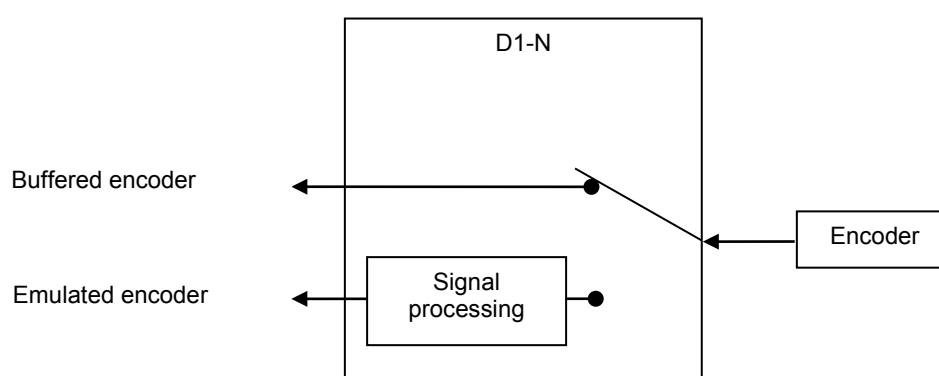 D1-N
Buffered encoder
Encoder
Emulated encoder
Signal
processing